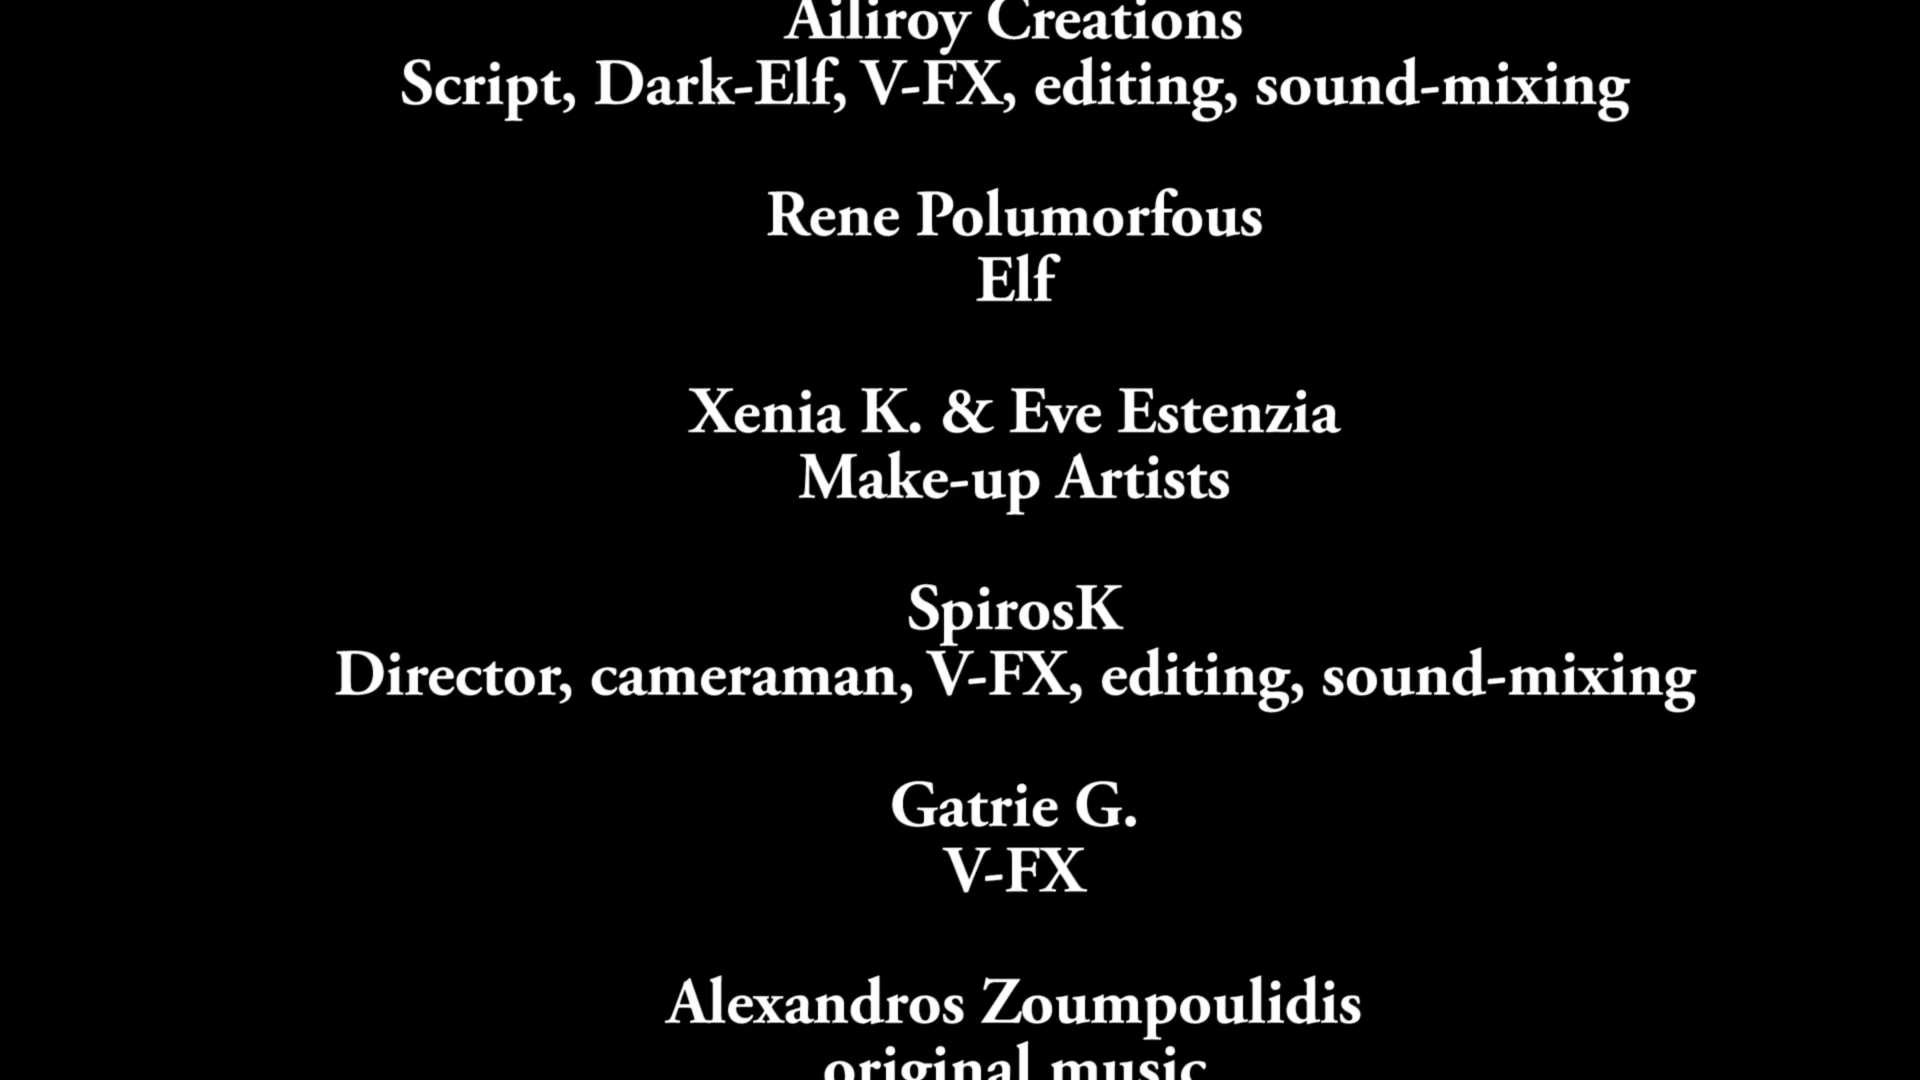 Ailiroy Creations
Script, Dark-Elf, V-FX, editing, sound-mixing
Rene Polumorfous
Elf
Xenia K. & Eve Estenzia
Make-up Artists
SpirosK
Director, cameraman, V-FX, editing, sound-mixing
Gatrie G.
V-FX
Alexandros Zoumpoulidis
original music